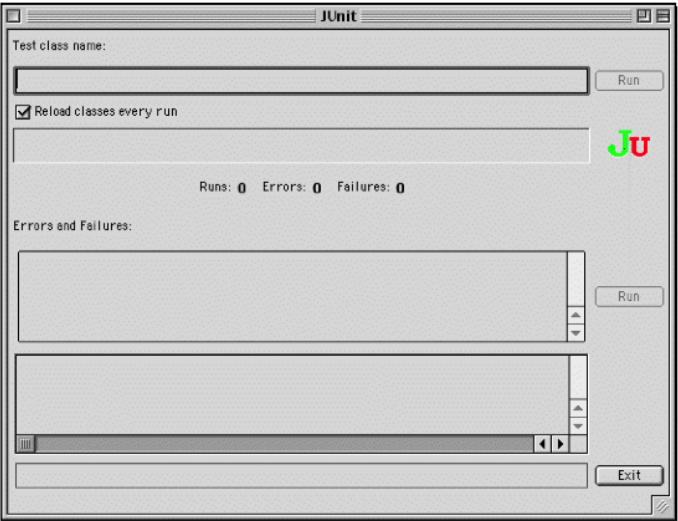 JUnit
Test class name:
Run
Reload classes every run
JU
Runs: 0 Errors: 0 Failures: 0
Errors and Failures:
Run
Exit